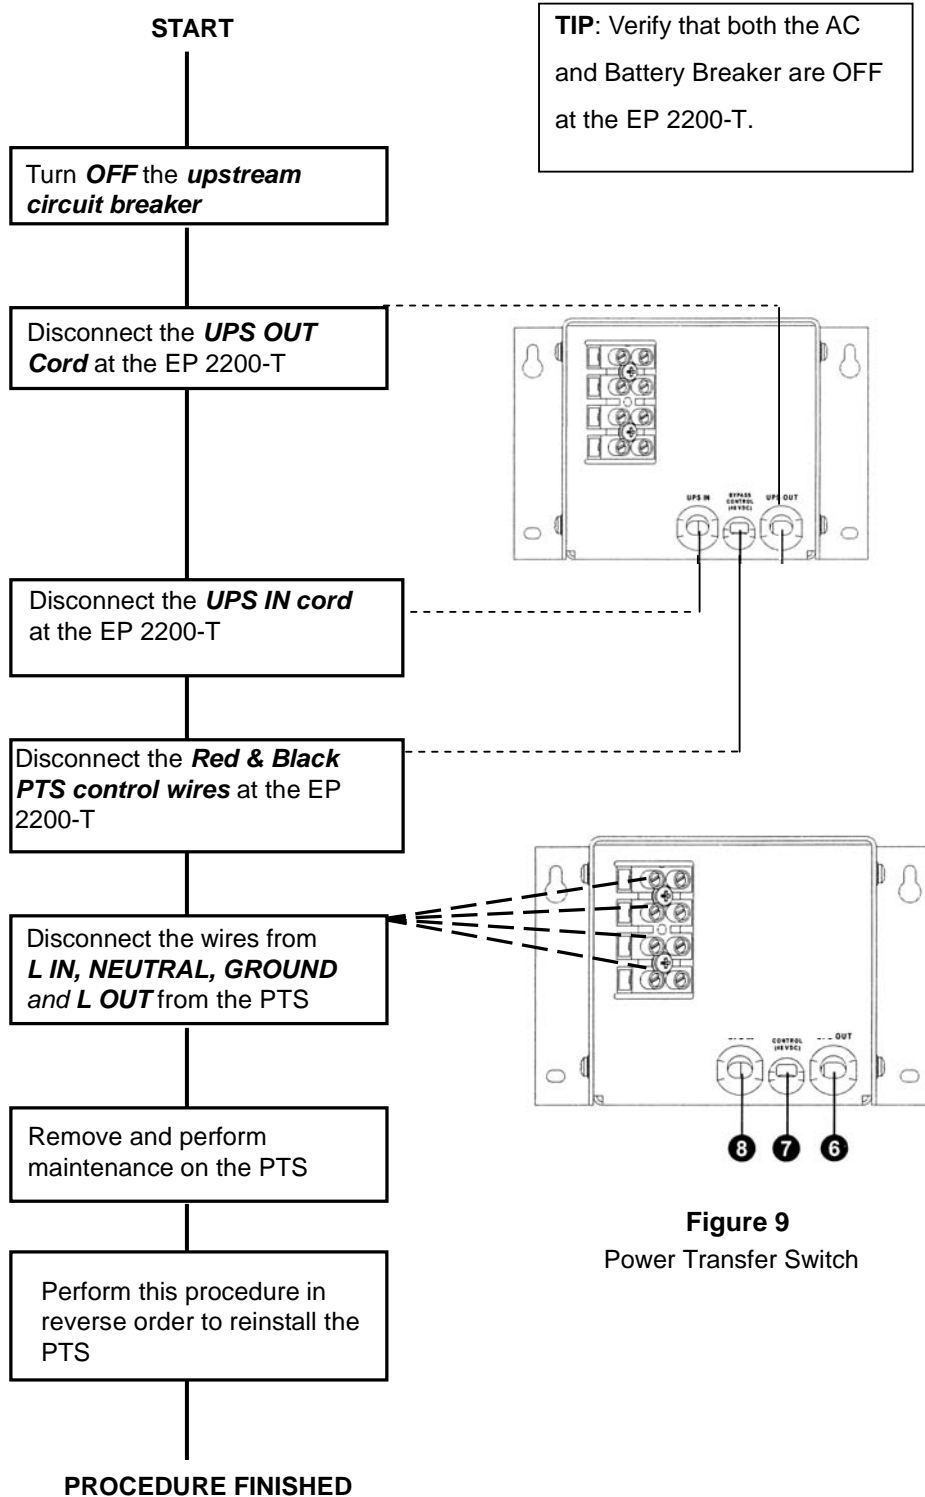 START
TIP: Verify that both the AC
and Battery Breaker are OFF
at the EP 2200-T.
Turn OFF the upstream
circuit breaker
Disconnect the UPS OUT
Cord at the EP 2200-T
UPS IN
BYPASS
CONTROL
(48 VDC)
UPS OUT
Disconnect the UPS IN cord
at the EP 2200-T
Disconnect the Red & Black
PTS control wires at the EP
2200-T
Disconnect the wires from
L IN, NEUTRAL, GROUND
and L OUT from the PTS
CONTROL
(48 VDC)
OUT
8 7 6
Remove and perform
maintenance on the PTS
Figure 9
Power Transfer Switch
Perform this procedure in
reverse order to reinstall the
PTS
PROCEDURE FINISHED